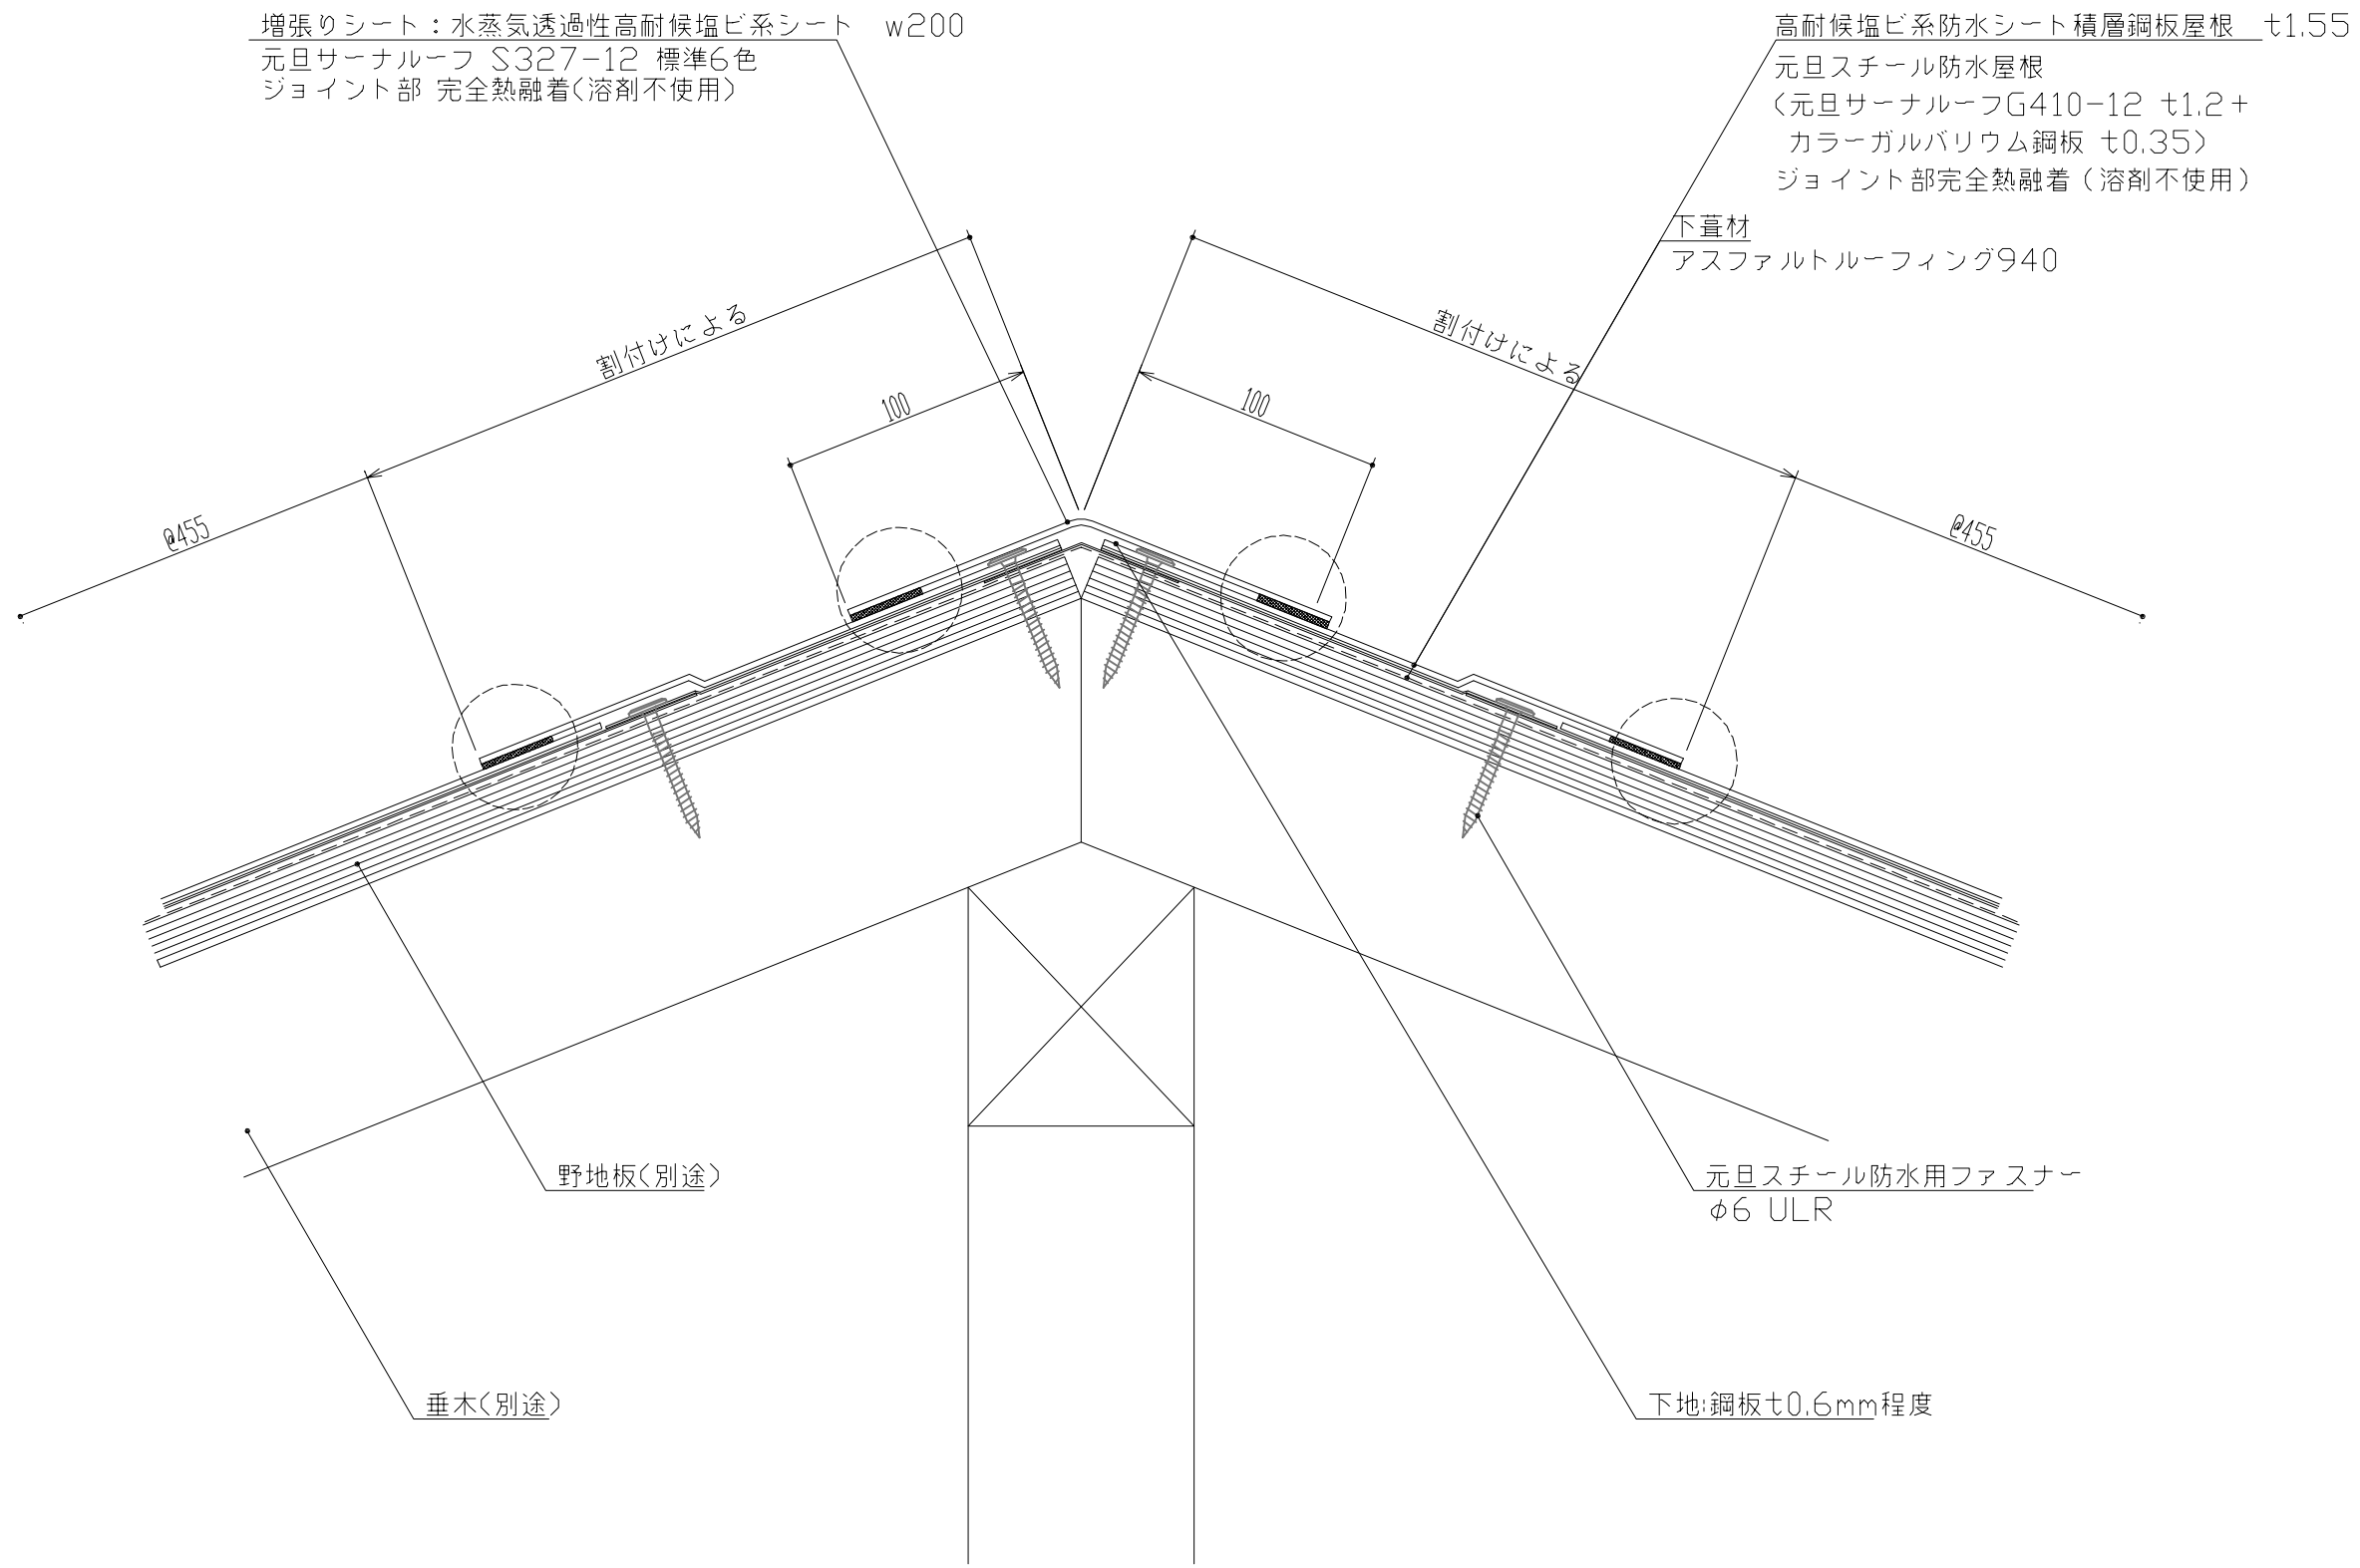 増張りシート：水蒸気透過性高耐候塩ビ系シート　w200
元旦サーナルーフ S327-12 標準6色
ジョイント部 完全熱融着(溶剤不使用)
高耐候塩ビ系防水シート積層鋼板屋根　t1.55
元旦スチール防水屋根
(元旦サーナルーフG410-12 t1.2+
カラーガルバリウム鋼板 t0.35)
ジョイント部完全熱融着（溶剤不使用）
下葺材
アスファルトルーフィング940
割付けによる
割付けによる
100
100
@455
@455
野地板(別途)
元旦スチール防水用ファスナー
φ6 ULR
垂木(別途)
下地:鋼板t0.6mm程度